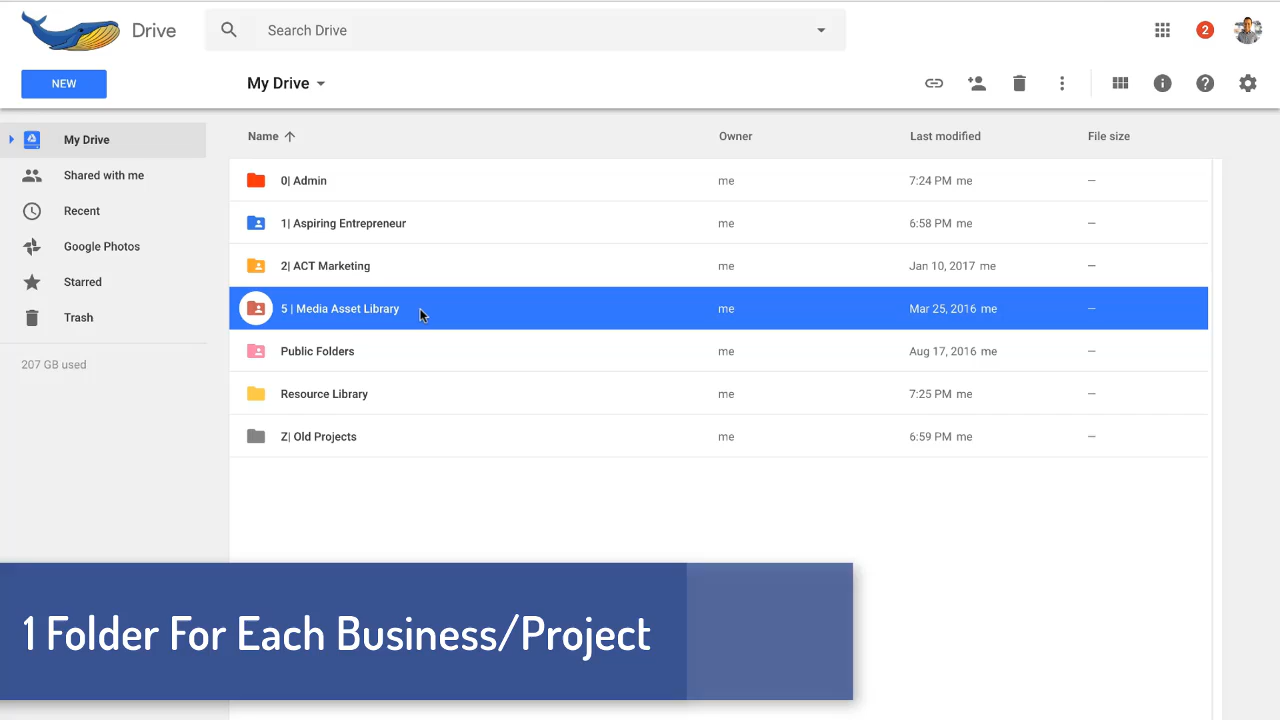 Drive
Search Drive
2
NEW
My Drive
My Drive
Shared with me
Recent
Google Photos
Starred
Trash
207 GB used
Name Owner Last modified File size
0| Admin me 7:24 PM me –
1| Aspiring Entrepreneur me 6:58 PM me –
2| ACT Marketing me Jan 10, 2017 me –
5 | Media Asset Library me Mar 25, 2016 me –
Public Folders me Aug 17, 2016 me –
Resource Library me 7:25 PM me –
Z| Old Projects me 6:59 PM me –
1 Folder For Each Business/Project